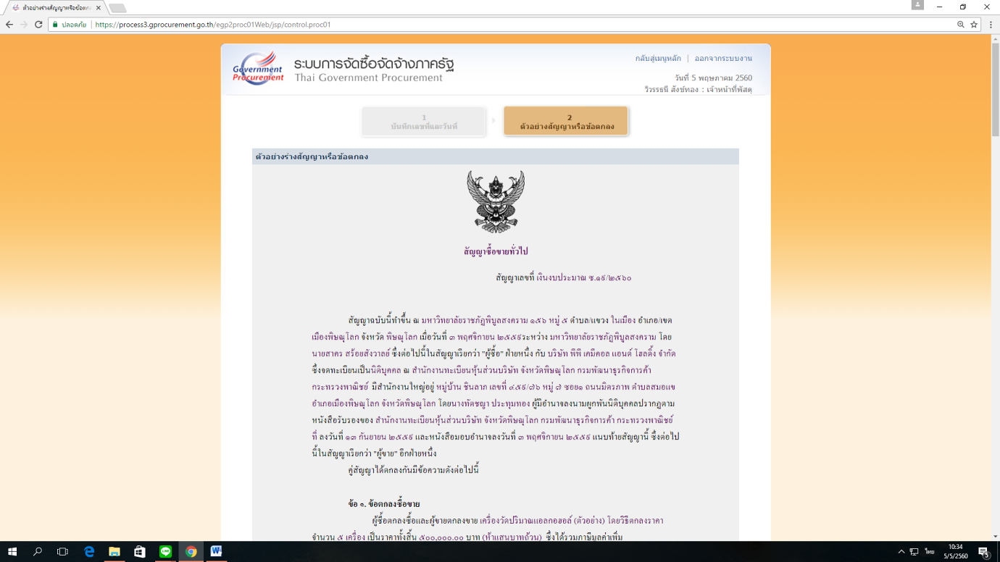 ตัวอย่างร่างสัญญาหรือข้อตกล
ปลอดภัย
https://process3.gprocurement.go.th/egp2proc01Web/jsp/control.proc01
Government
Procurement
ระบบการจัดซื้อจัดจ้างภาครัฐ
Thai Government Procurement
กลับสู่เมนูหลัก | ออกจากระบบงาน
วันที่ 5 พฤษภาคม 2560
วิวรรธนี สังข์ทอง : เจ้าหน้าที่พัสดุ
1
บันทึกเลขที่และวันที่
2
ตัวอย่างสัญญาหรือข้อตกลง
ตัวอย่างร่างสัญญาหรือข้อตกลง
สัญญาซื้อขายทั่วไป
สัญญาเลขที่ เงินงบประมาณ ซ.๑๙/๒๕๖๐
สัญญาฉบับนี้ทำขึ้น ณ มหาวิทยาลัยราชภัฏพิบูลสงคราม ๑๕๖ หมู่ ๕ ตำบล/แขวง ในเมือง อำเภอ/เขต
เมืองพิษณุโลก จังหวัด พิษณุโลก เมื่อวันที่ ๓ พฤศจิกายน ๒๕๕๙ระหว่าง มหาวิทยาลัยราชภัฏพิบูลสงคราม โดย
นายสาคร สร้อยสังวาลย์ ซึ่งต่อไปนี้ในสัญญาเรียกว่า "ผู้ซื้อ" ฝ่ายหนึ่ง กับ บริษัท พีพี เคมีคอล แอนด์ โฮลดิ้ง จำกัด
ซึ่งจดทะเบียนเป็นนิติบุคคล ณ สำนักงานทะเบียนหุ้นส่วนบริษัท จังหวัดพิษณุโลก กรมพัฒนาธุรกิจการค้า
กระทรวงพาณิชย์ มีสำนักงานใหญ่อยู่ หมู่บ้าน ชินลาภ เลขที่ ๔๕๙/๗๖ หมู่ ๗ ซอย๑ ถนนมิตรภาพ ตำบลสมอแข
อำเภอเมืองพิษณุโลก จังหวัดพิษณุโลก โดยนางทัดชญา ประทุมทอง ผู้มีอำนาจลงนามผูกพันนิติบุคคลปรากฏตาม
หนังสือรับรองของ สำนักงานทะเบียนหุ้นส่วนบริษัท จังหวัดพิษณุโลก กรมพัฒนาธุรกิจการค้า กระทรวงพาณิชย์
ที่ ลงวันที่ ๑๓ กันยายน ๒๕๕๙ และหนังสือมอบอำนาจลงวันที่ ๓ พฤศจิกายน ๒๕๕๙ แนบท้ายสัญญานี้ ซึ่งต่อไป
นี้ในสัญญาเรียกว่า "ผู้ขาย" อีกฝ่ายหนึ่ง
คู่สัญญาได้ตกลงกันมีข้อความดังต่อไปนี้
ข้อ ๑. ข้อตกลงซื้อขาย
ผู้ซื้อตกลงซื้อและผู้ขายตกลงขาย เครื่องวัดปริมาณแอลกอฮอล์ (ตัวอย่าง) โดยวิธีตกลงราคา
จำนวน ๕ เครื่อง เป็นราคาทั้งสิ้น ๕๐๐,๐๐๐.๐๐ บาท (ห้าแสนบาทถ้วน) ซึ่งได้รวมภาษีมูลค่าเพิ่ม
ไทย
10:34
5/5/2560
5